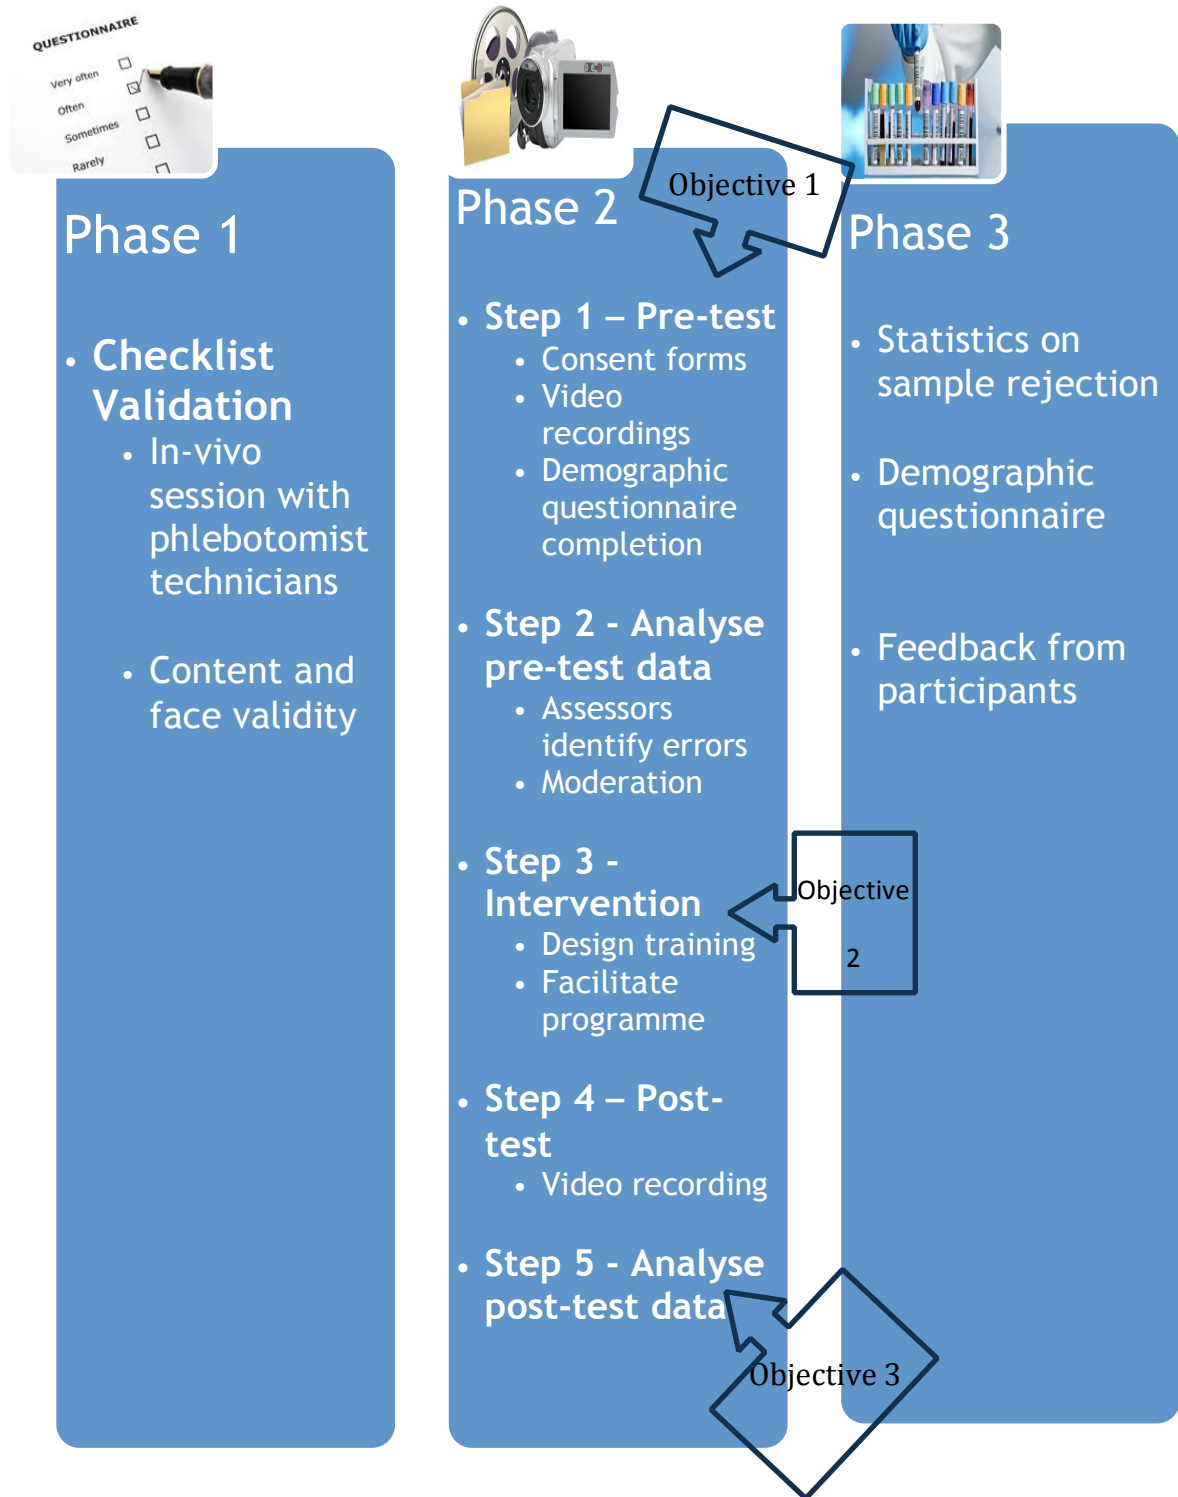 QUESTIONNAIRE
Very often
Often
Sometimes
Rarely
Phase 1
• Checklist
Validation
• In-vivo
session with
phlebotomist
technicians
• Content and
face validity
Phase 2
Objective 1
• Step 1 – Pre-test
• Consent forms
• Video
recordings
• Demographic
questionnaire
completion
• Step 2 - Analyse
pre-test data
• Assessors
identify errors
• Moderation
• Step 3 -
Intervention
• Design training
• Facilitate
programme
Objective
2
• Step 4 – Post-
test
• Video recording
• Step 5 - Analyse
post-test data
Objective 3
Phase 3
• Statistics on
sample rejection
• Demographic
questionnaire
• Feedback from
participants